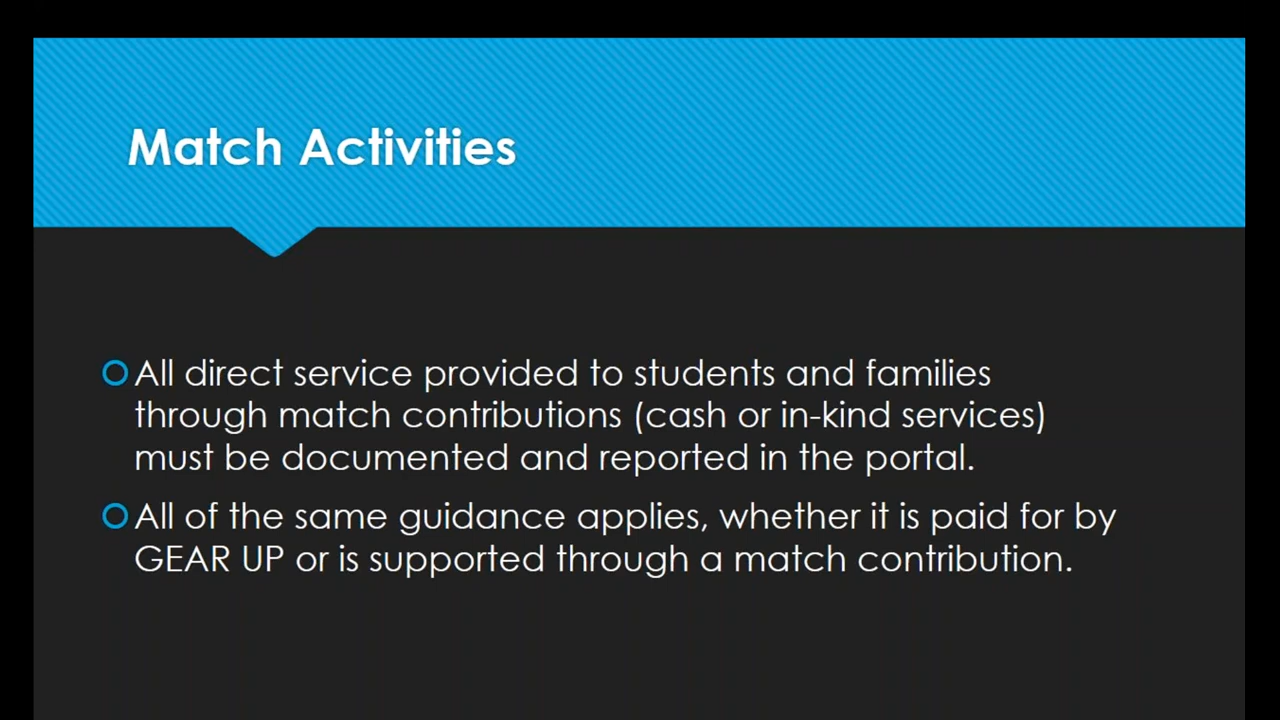 Match Activities
All direct service provided to students and families
through match contributions (cash or in-kind services)
must be documented and reported in the portal.
All of the same guidance applies, whether it is paid for by
GEAR UP or is supported through a match contribution.